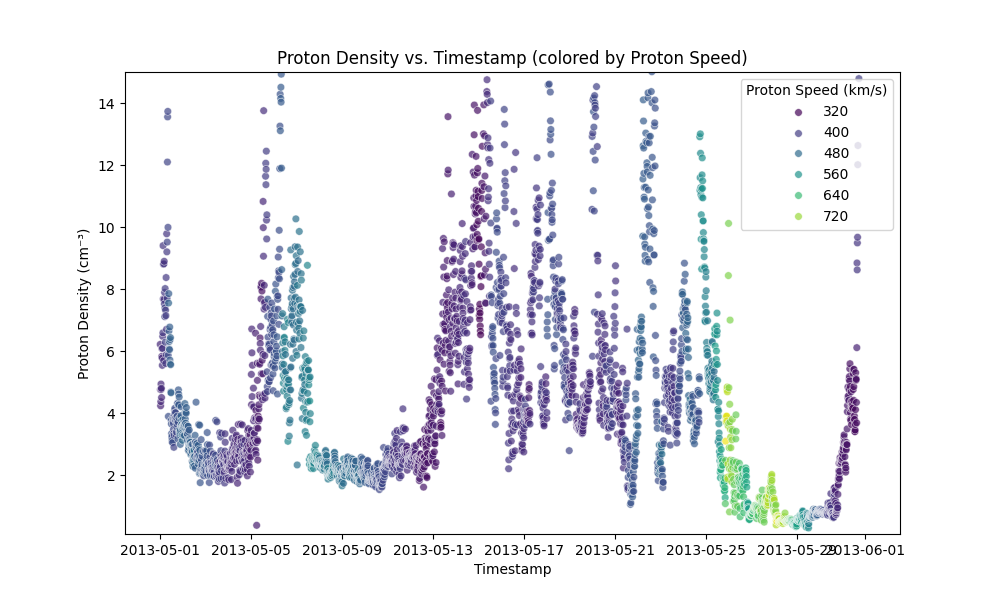 Proton Density vs. Timestamp (colored by Proton Speed)
Proton Density (cm⁻³)
14
12
10
8
6
4
2
Proton Speed (km/s)
320
400
480
560
640
720
2013-05-01 2013-05-05 2013-05-09 2013-05-13 2013-05-17 2013-05-21 2013-05-25 2013-05-29 2013-06-01
Timestamp